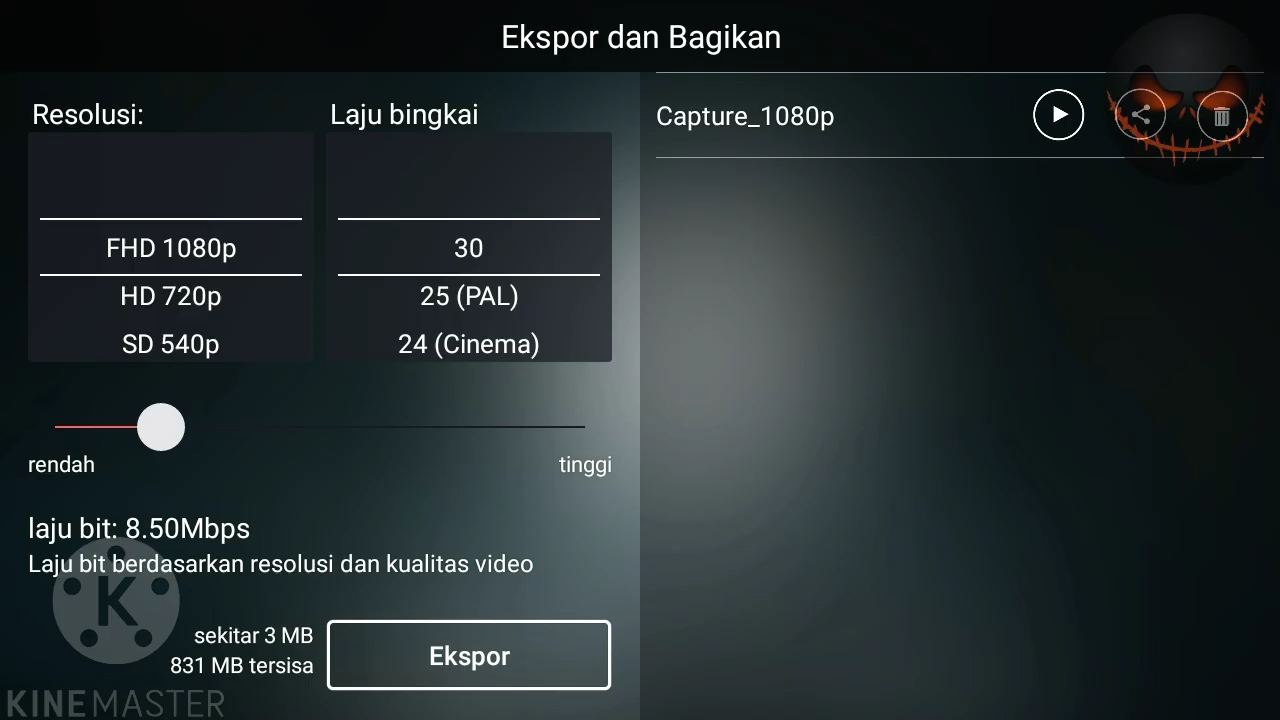 Ekspor dan Bagikan
Resolusi:
Laju bingkai
FHD 1080p
HD 720p
SD 540p
30
25 (PAL)
24 (Cinema)
rendah
tinggi
laju bit: 8.50Mbps
Laju bit berdasarkan resolusi dan kualitas video
sekitar 3 MB
831 MB tersisa
Ekspor
K
KINEMASTER
Capture_1080p